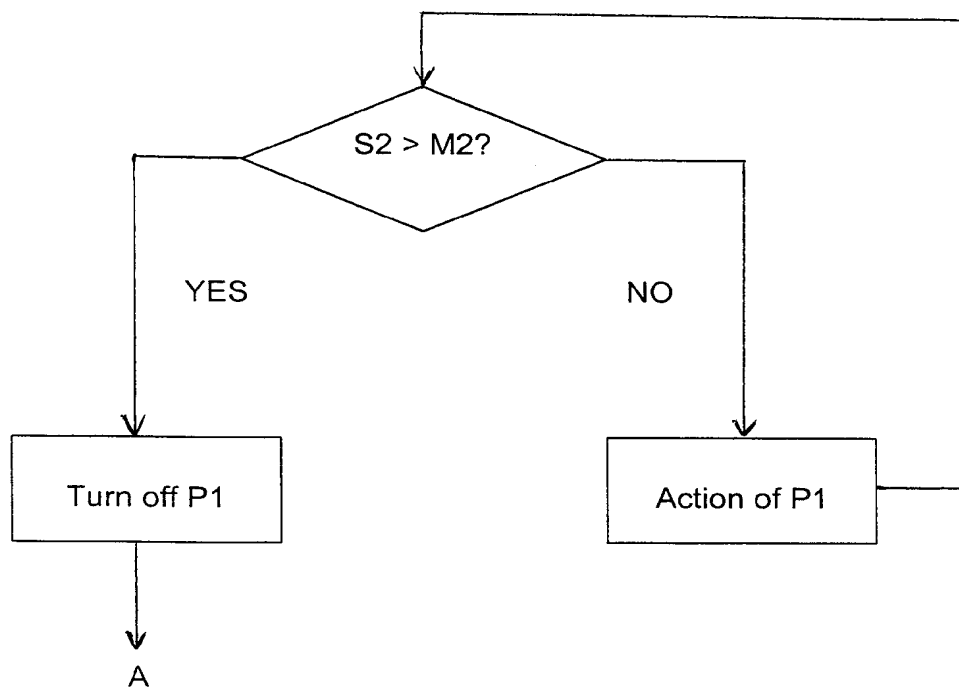 S2 > M2?
YES
NO
Turn off P1
Action of P1
A